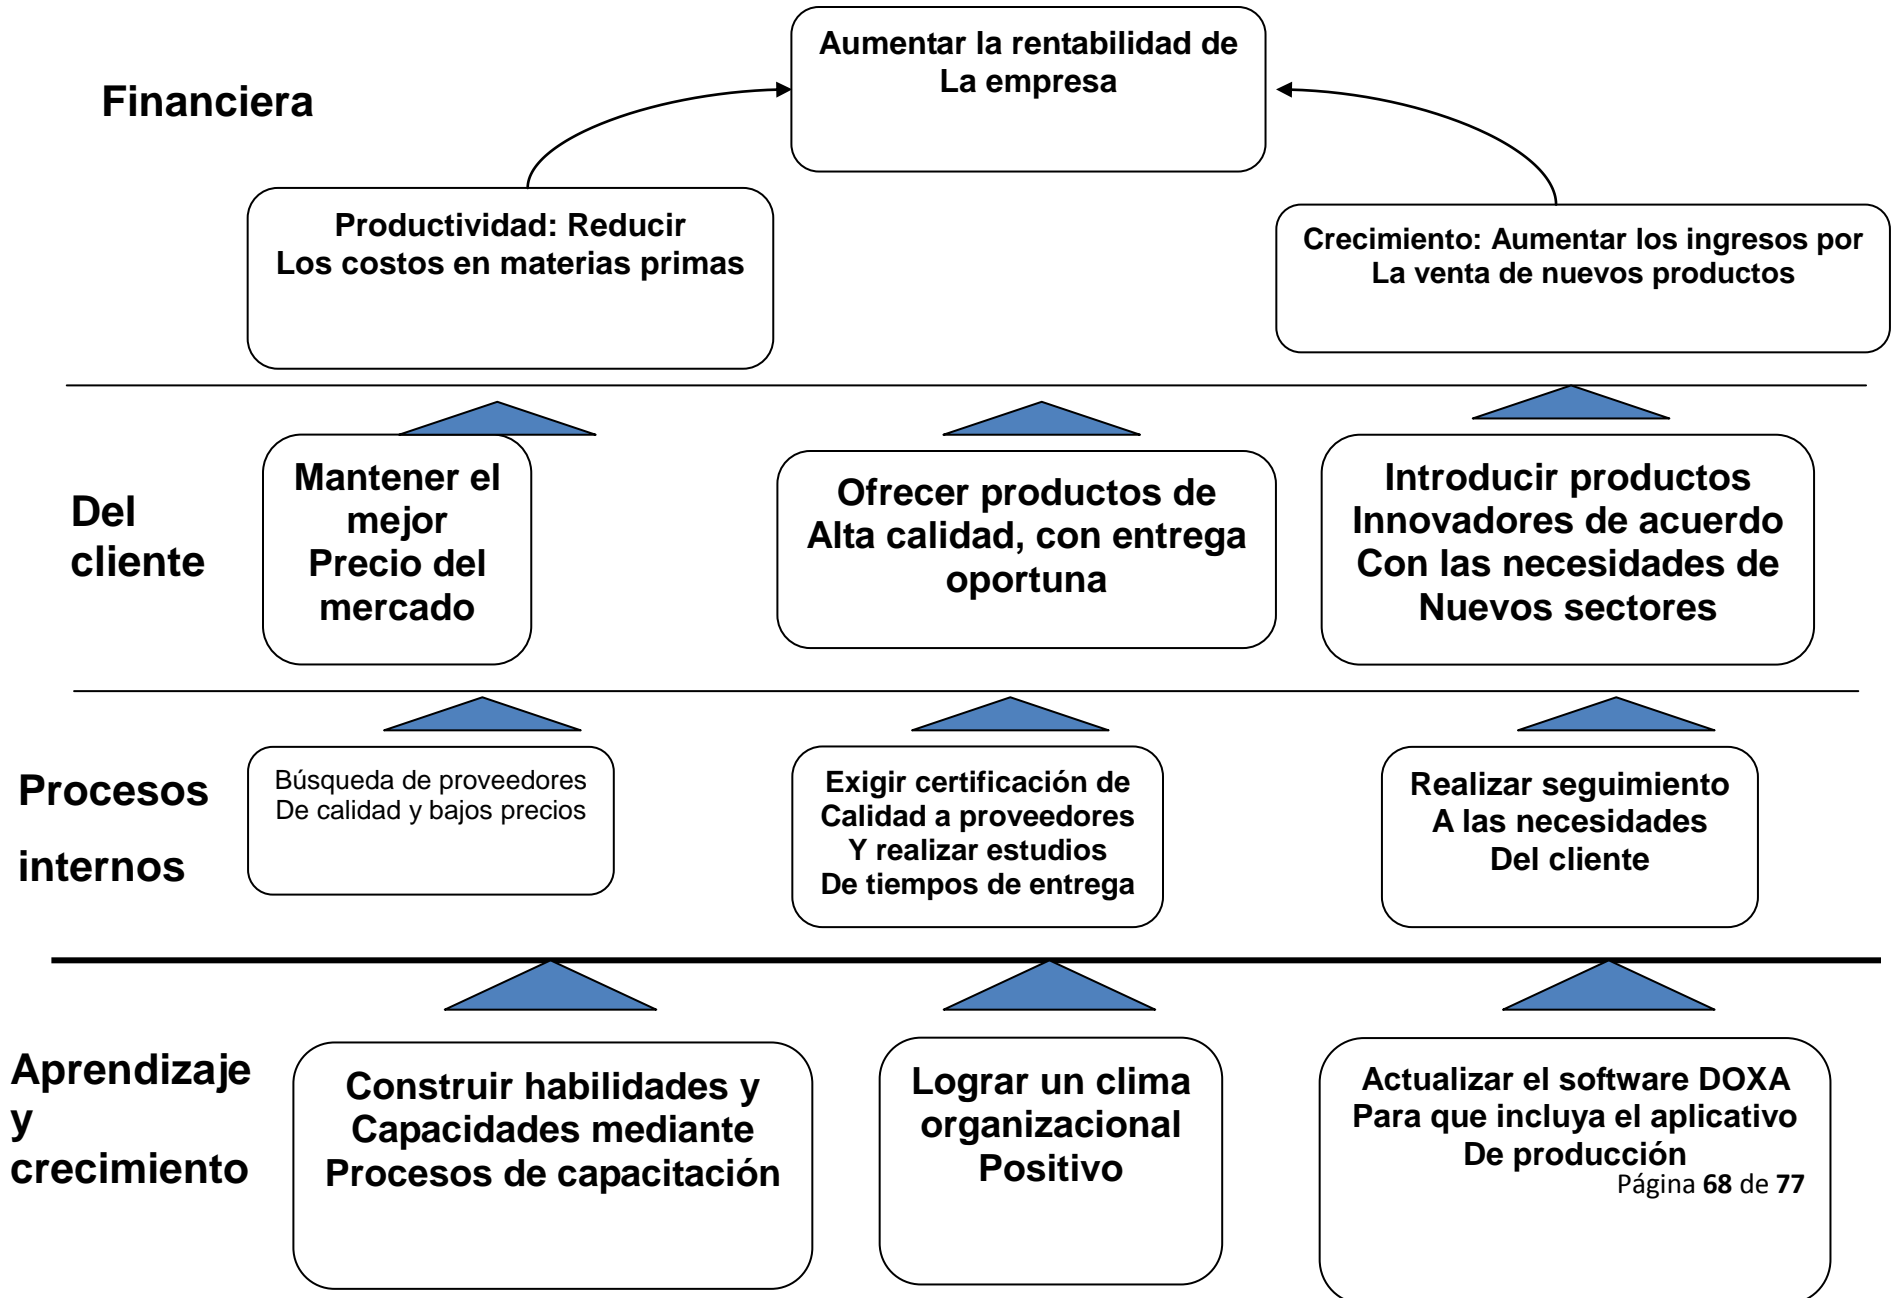 Aumentar la rentabilidad de
La empresa
Financiera
Productividad: Reducir
Los costos en materias primas
Crecimiento: Aumentar los ingresos por
La venta de nuevos productos
Del
cliente
Mantener el
mejor
Precio del
mercado
Ofrecer productos de
Alta calidad, con entrega
oportuna
Introducir productos
Innovadores de acuerdo
Con las necesidades de
Nuevos sectores
Procesos
internos
Búsqueda de proveedores
De calidad y bajos precios
Exigir certificación de
Calidad a proveedores
Y realizar estudios
De tiempos de entrega
Realizar seguimiento
A las necesidades
Del cliente
Aprendizaje
y
crecimiento
Construir habilidades y
Capacidades mediante
Procesos de capacitación
Lograr un clima
organizacional
Positivo
Actualizar el software DOXA
Para que incluya el aplicativo
De producción
Página 68 de 77